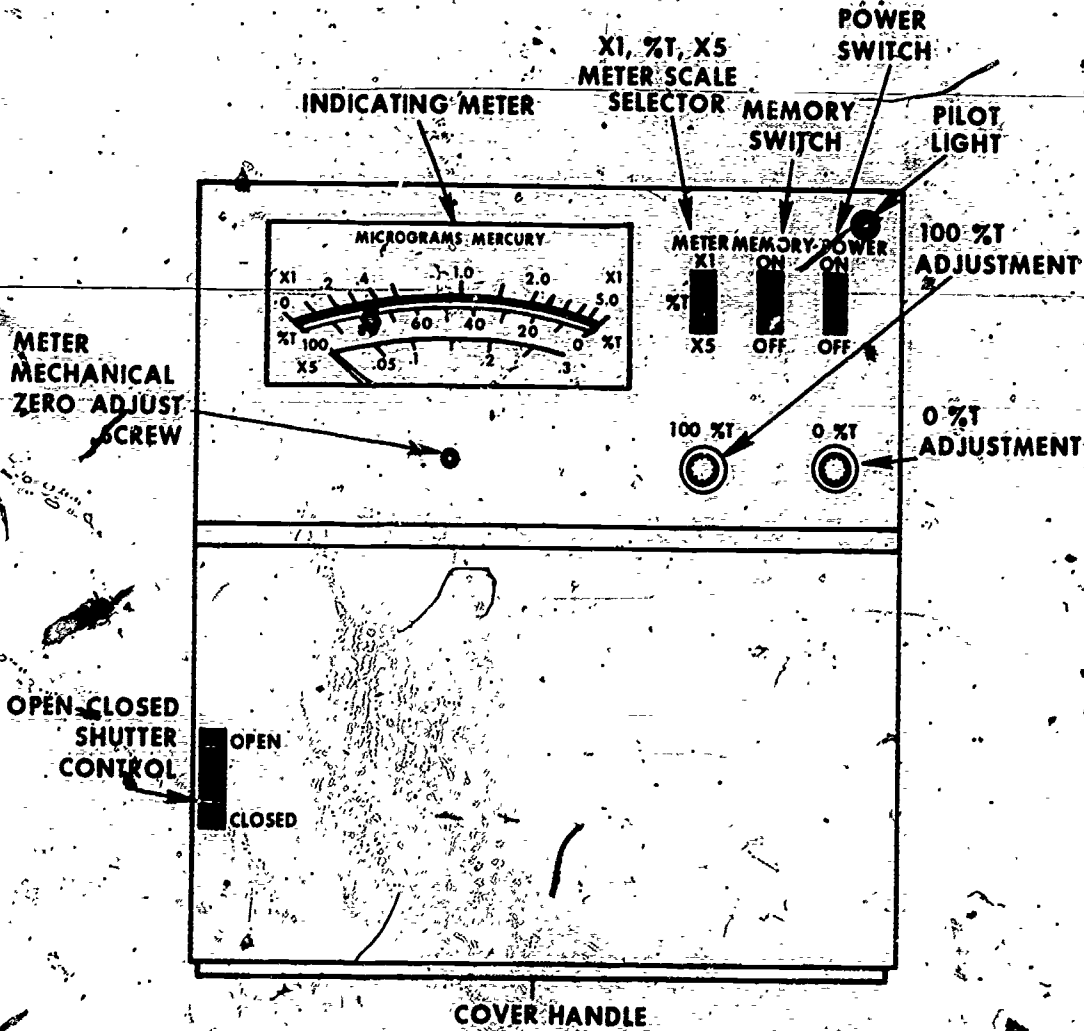 POWER
SWITCH
X1, %T, X5
METER SCALE
SELECTOR
INDICATING METER
MEMORY
SWITCH
PILOT
LIGHT
MICROGRAMS MERCURY
X1 .2 .4 1.0 2.0 X1
0 5.0
%T 100 60 40 20 0 %T
X5 .05 .1 .2 .3
METER MEMORY POWER
X1 ON ON
%T
X5 OFF OFF
100 %T
ADJUSTMENT
METER
MECHANICAL
ZERO ADJUST
SCREW
100 %T 0 %T
0 %T
ADJUSTMENT
OPEN CLOSED
SHUTTER
CONTROL
OPEN
CLOSED
COVER HANDLE